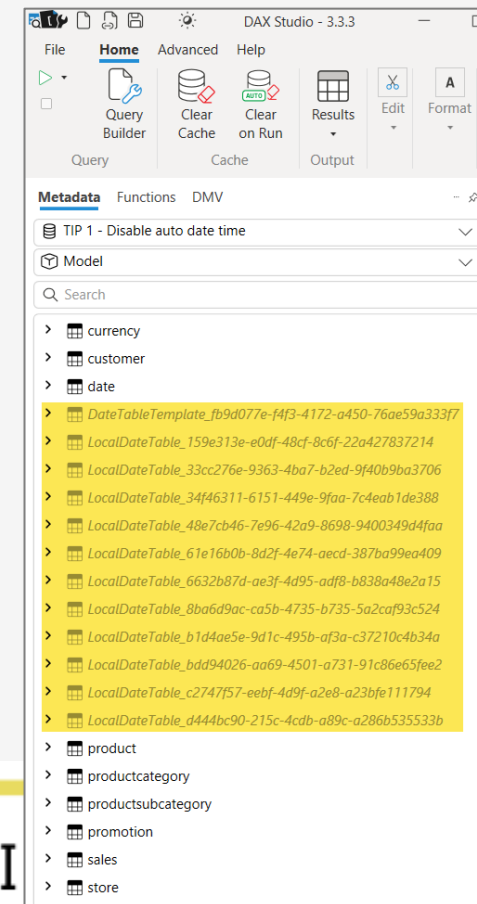 DAX Studio - 3.3.3
File Home Advanced Help
Query Builder
Clear Cache
AUTO
Clear on Run
Results
Edit
A
Format
Query
Cache
Output
Metadata Functions DMV
TIP 1 - Disable auto date time
Model
Search
currency
customer
date
DateTableTemplate_fb9d077e-f4f3-4172-a450-76ae59a333f7
LocalDateTable_159e313e-e0df-48cf-8c6f-22a427837214
LocalDateTable_33cc276e-9363-4ba7-b2ed-9f40b9ba3706
LocalDateTable_34f46311-6151-449e-9faa-7c4eab1de388
LocalDateTable_48e7cb46-7e96-42a9-8698-9400349d4faa
LocalDateTable_61e16b0b-8d2f-4e74-aecd-387ba99ea409
LocalDateTable_6632b87d-ae3f-4d95-adf8-b838a48e2a15
LocalDateTable_8ba6d9ac-ca5b-4735-b735-5a2caf93c524
LocalDateTable_b1d4ae5e-9d1c-495b-af3a-c37210c4b34a
LocalDateTable_bdd94026-aa69-4501-a731-91c86e65fee2
LocalDateTable_c2747f57-eebf-4d9f-a2e8-a23bfe111794
LocalDateTable_d444bc90-215c-4cdb-a89c-a286b535533b
product
productcategory
productsubcategory
promotion
sales
I
store